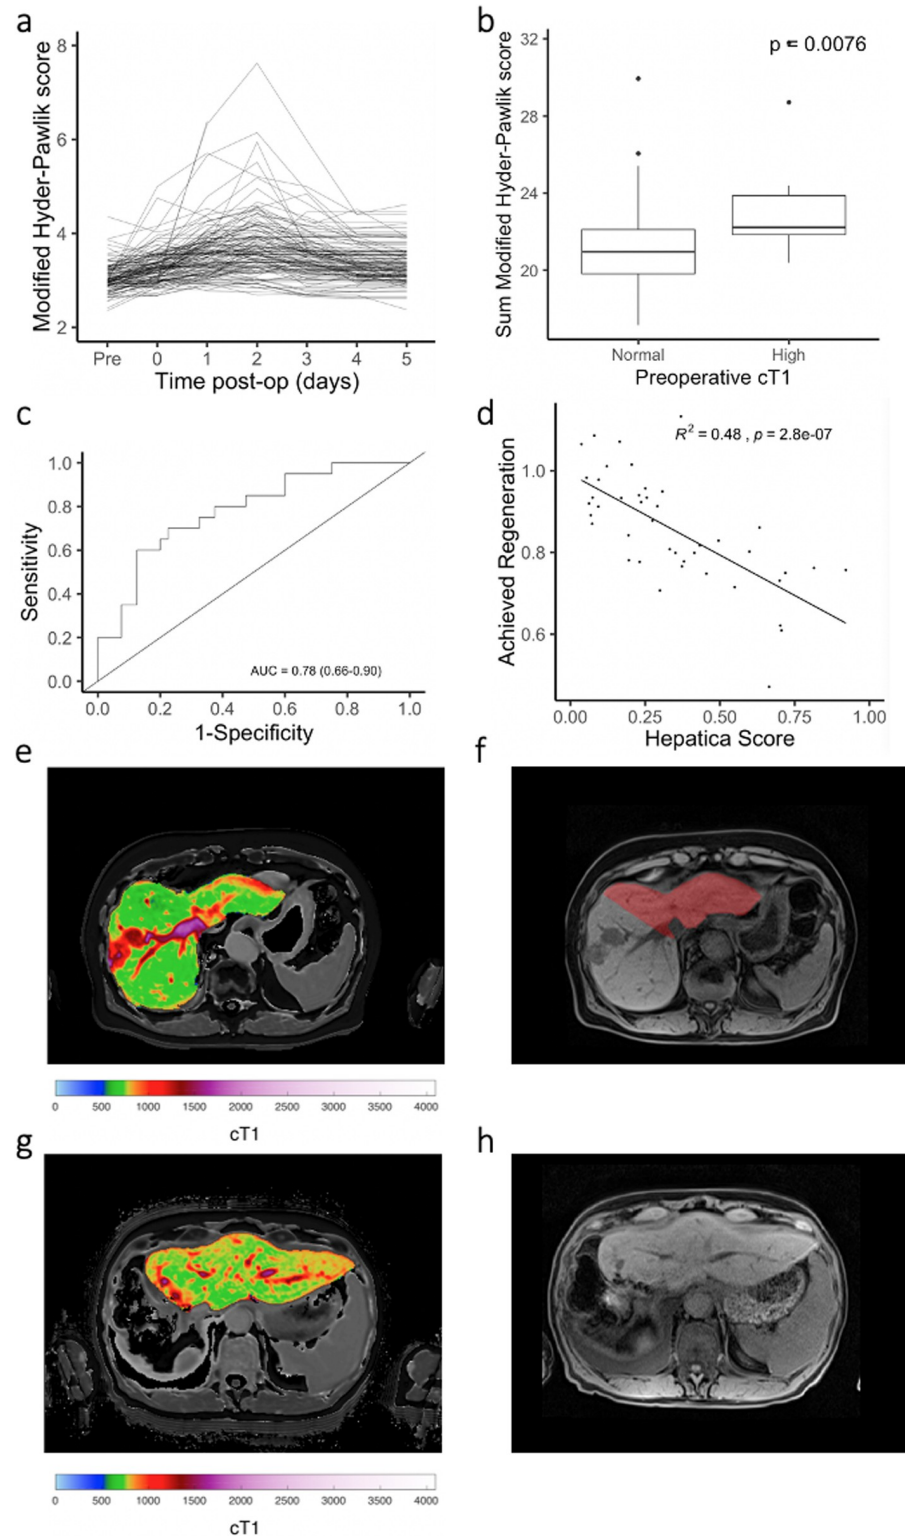 a
Modified Hyder-Pawlik score
8
6
4
2
Pre 0 1 2 3 4 5
Time post-op (days)
b
Sum Modified Hyder-Pawlik score
32
28
24
20
p = 0.0076
Normal High
Preoperative cT1
c
Sensitivity
1.0
0.8
0.6
0.4
0.2
0.0
AUC = 0.78 (0.66-0.90)
0.0 0.2 0.4 0.6 0.8 1.0
1-Specificity
d
Achieved Regeneration
1.0
0.8
0.6
R² = 0.48 , p = 2.8e-07
0.00 0.25 0.50 0.75 1.00
Hepatica Score
e
0 500 1000 1500 2000 2500 3000 3500 4000
cT1
f
g
0 500 1000 1500 2000 2500 3000 3500 4000
cT1
h